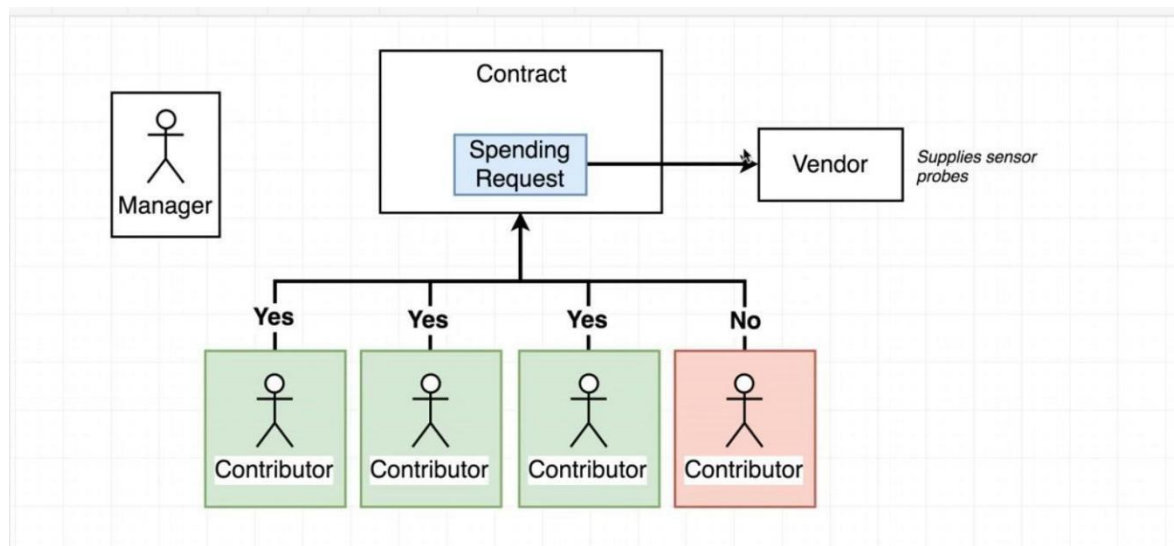 Contract
Spending
Request
Manager
Vendor
Supplies sensor
probes
Yes
Yes
Yes
No
Contributor
Contributor
Contributor
Contributor